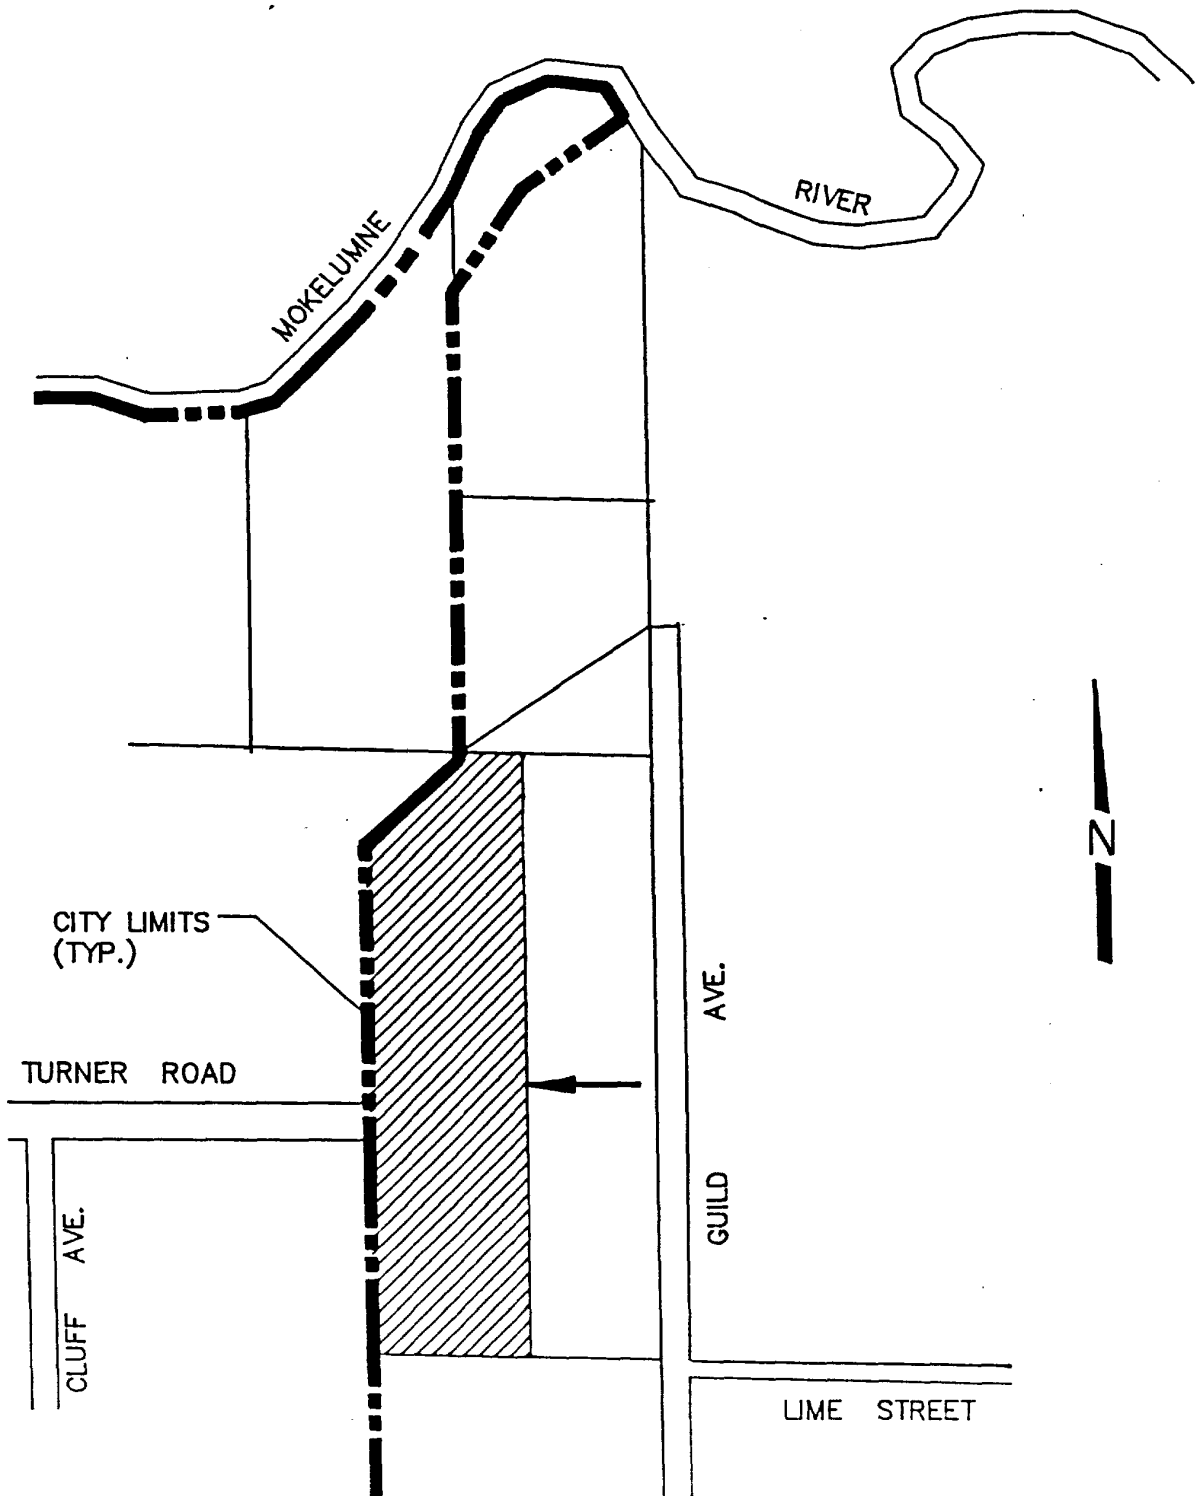 RIVER
MOKELUMNE
N
CITY LIMITS
(TYP.)
TURNER ROAD
GUILD AVE.
CLUFF AVE.
LIME STREET